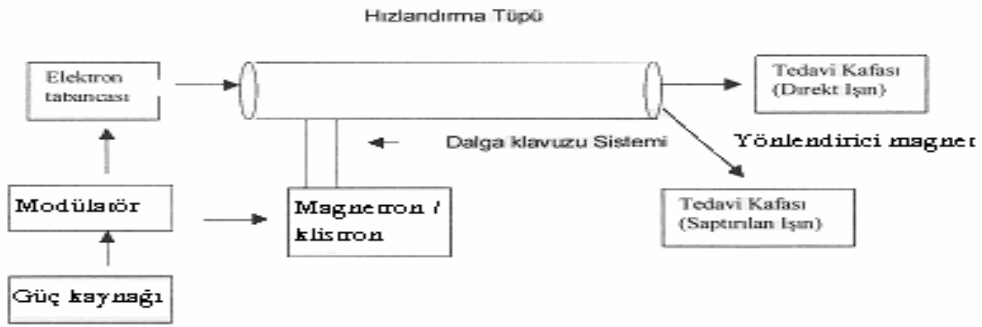 Hızlandırma Tüpü
Elektron
tabancası
Tedavi Kafası
(Dırekt Işın)
Dalga klavuzu Sistemi
Yönlendirici magnet
Modülatör
Magnetron /
klistron
Tedavi Kafası
(Saptırılan Işın)
Güç kaynağı